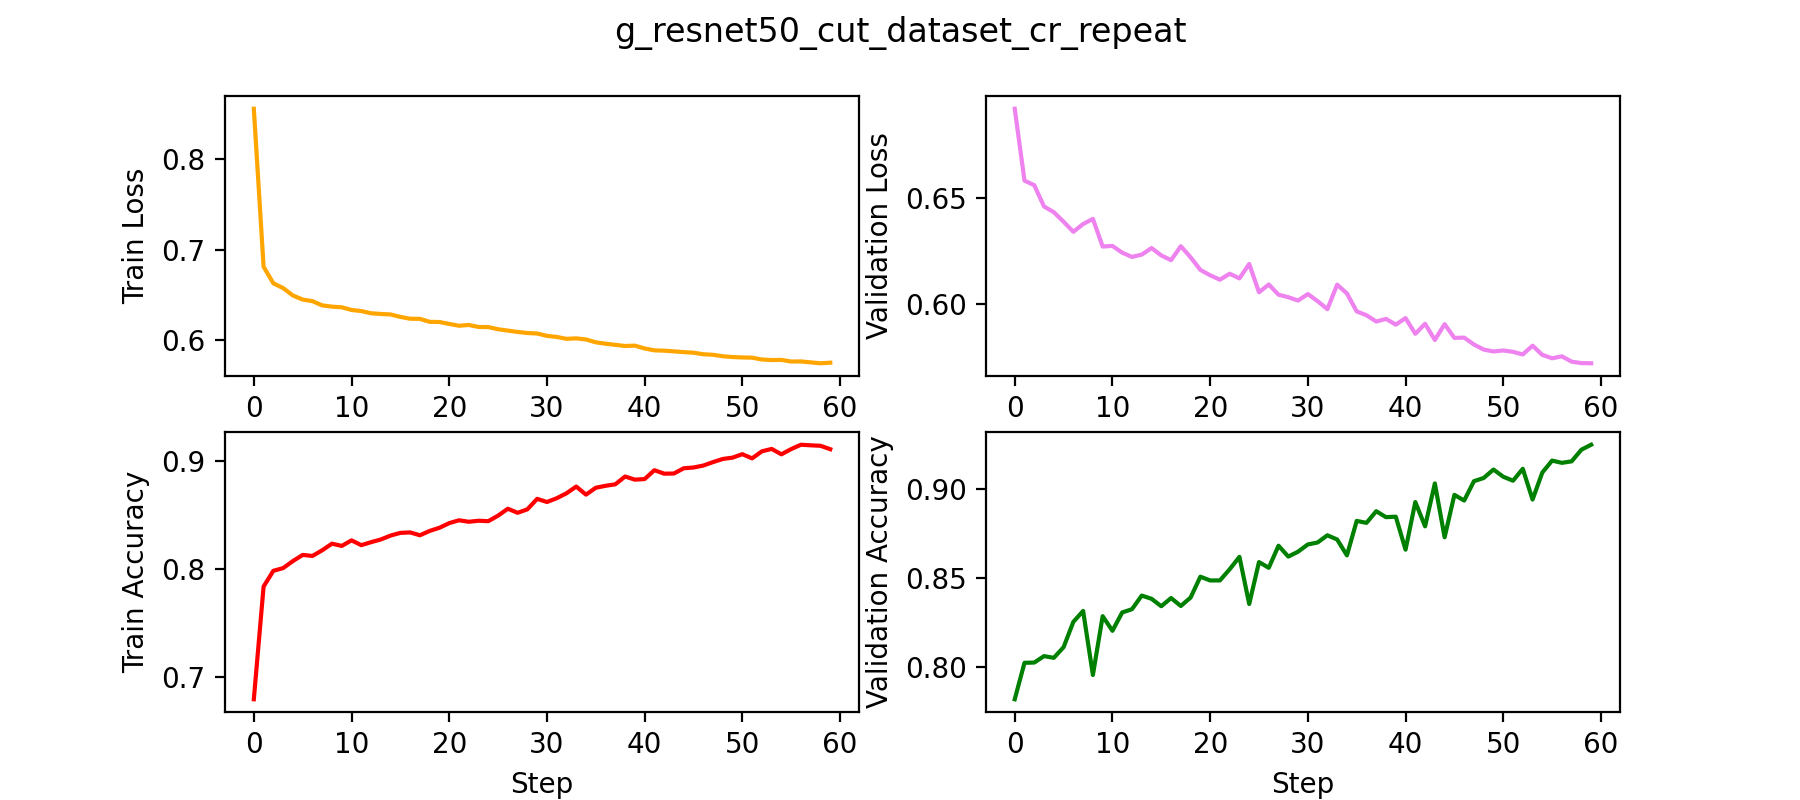 g_resnet50_cut_dataset_cr_repeat
Train Loss
0.8
0.7
0.6
0 10 20 30 40 50 60
Validation Loss
0.65
0.60
0 10 20 30 40 50 60
Train Accuracy
0.9
0.8
0.7
0 10 20 30 40 50 60
Step
Validation Accuracy
0.90
0.85
0.80
0 10 20 30 40 50 60
Step